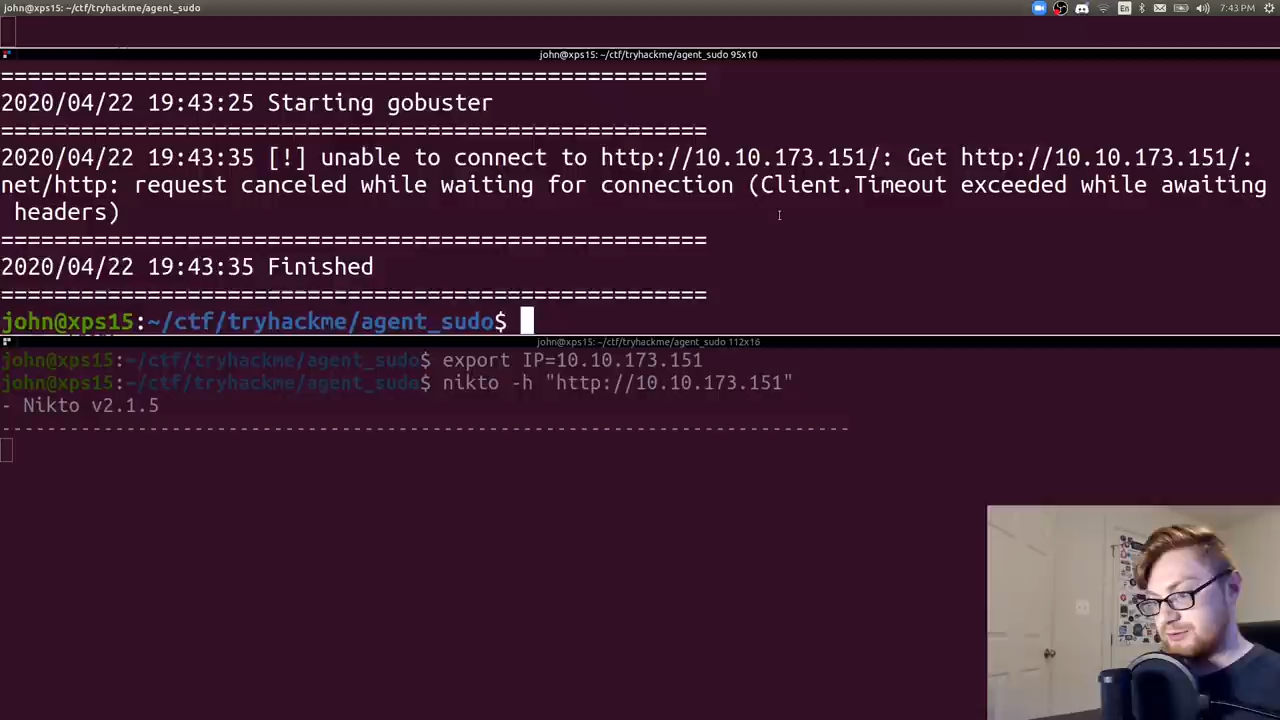 john@xps15: ~/ctf/tryhackme/agent_sudo
En
7:43 PM
john@xps15: ~/ctf/tryhackme/agent_sudo 95x10
=====================================================
2020/04/22 19:43:25 Starting gobuster
=====================================================
2020/04/22 19:43:35 [!] unable to connect to http://10.10.173.151/: Get http://10.10.173.151/:
net/http: request canceled while waiting for connection (Client.Timeout exceeded while awaiting
headers)
=====================================================
2020/04/22 19:43:35 Finished
=====================================================
john@xps15:~/ctf/tryhackme/agent_sudo$
john@xps15: ~/ctf/tryhackme/agent_sudo 112x16
john@xps15:~/ctf/tryhackme/agent_sudo$ export IP=10.10.173.151
john@xps15:~/ctf/tryhackme/agent_sudo$ nikto -h "http://10.10.173.151"
- Nikto v2.1.5
---------------------------------------------------------------------------